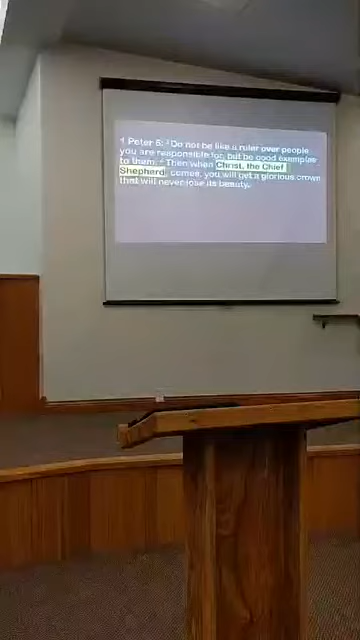 1 Peter 5: ³ Do not be like a ruler over people
you are responsible for, but be good examples
to them. ⁴ Then when Christ, the Chief
Shepherd, comes, you will get a glorious crown
that will never lose its beauty.